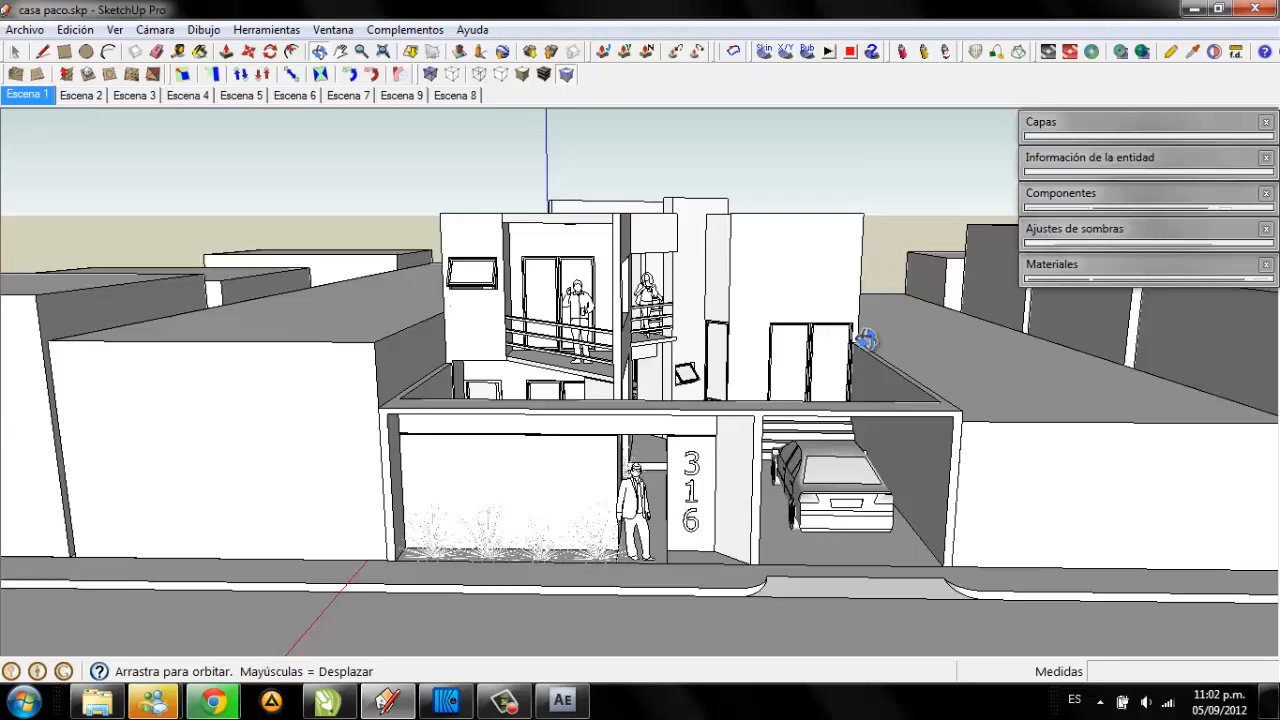 casa paco.skp - SketchUp Pro
Archivo Edición Ver Cámara Dibujo Herramientas Ventana Complementos Ayuda
Skin X/Y Bub
f.d.
Escena 1 Escena 2 Escena 3 Escena 4 Escena 5 Escena 6 Escena 7 Escena 9 Escena 8
Capas
Información de la entidad
Componentes
Ajustes de sombras
Materiales
3
1
6
Arrastra para orbitar. Mayúsculas = Desplazar
Medidas
AE
ES
11:02 p.m.
05/09/2012